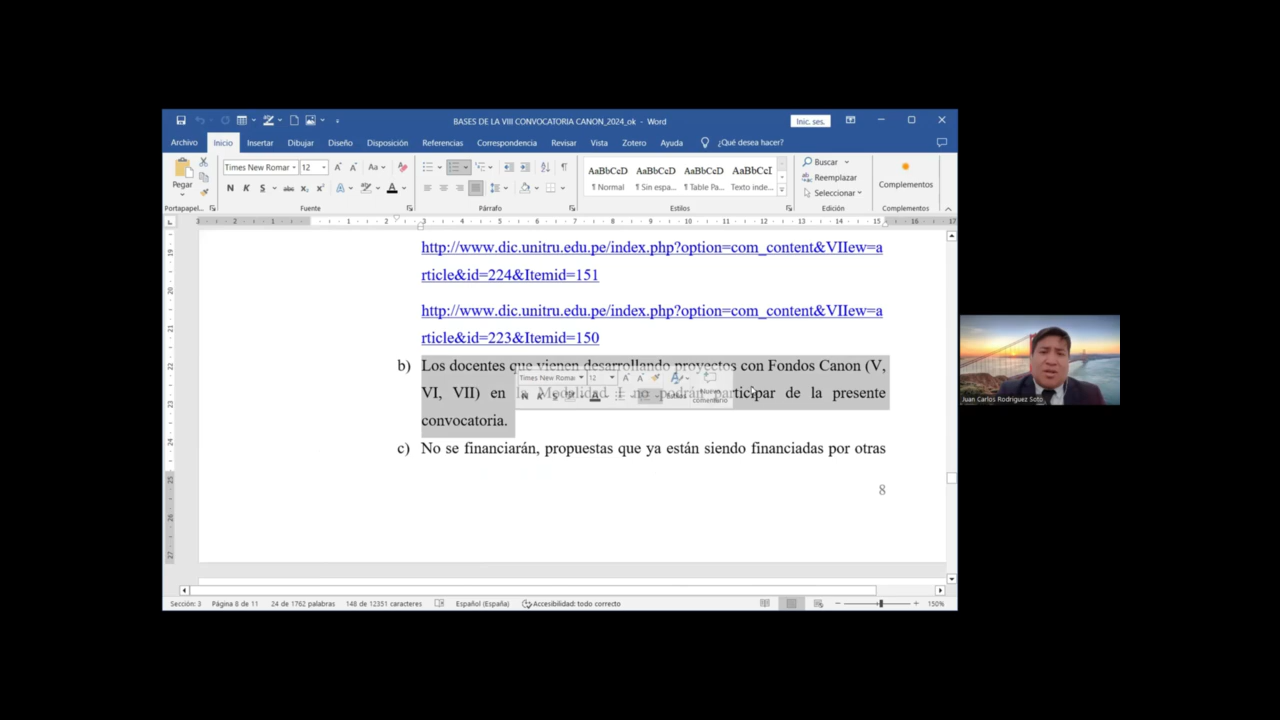 BASES DE LA VIII CONVOCATORIA CANON_2024_ok - Word
Inic. ses.
Archivo Inicio Insertar Dibujar Diseño Disposición Referencias Correspondencia Revisar Vista Zotero Ayuda ¿Qué desea hacer?
Pegar
Times New Romar 12
Buscar
Reemplazar
Seleccionar
Complementos
AaBbCcD AaBbCcD AaBbCcD AaBbCcI
¶ Normal ¶ Sin espa... ¶ Table Pa... Texto inde...
Portapapel... Fuente Párrafo Estilos Edición Complementos
http://www.dic.unitru.edu.pe/index.php?option=com_content&VIIew=a
rticle&id=224&Itemid=151
http://www.dic.unitru.edu.pe/index.php?option=com_content&VIIew=a
rticle&id=223&Itemid=150
b) Los docentes que vienen desarrollando proyectos con Fondos Canon (V,
VI, VII) en la Modalidad I no podrán participar de la presente
convocatoria.
c) No se financiarán, propuestas que ya están siendo financiadas por otras
8
Juan Carlos Rodriguez Soto
Sección: 3 Página 8 de 11 24 de 1762 palabras 148 de 12351 caracteres Español (España) Accesibilidad: todo correcto 150%